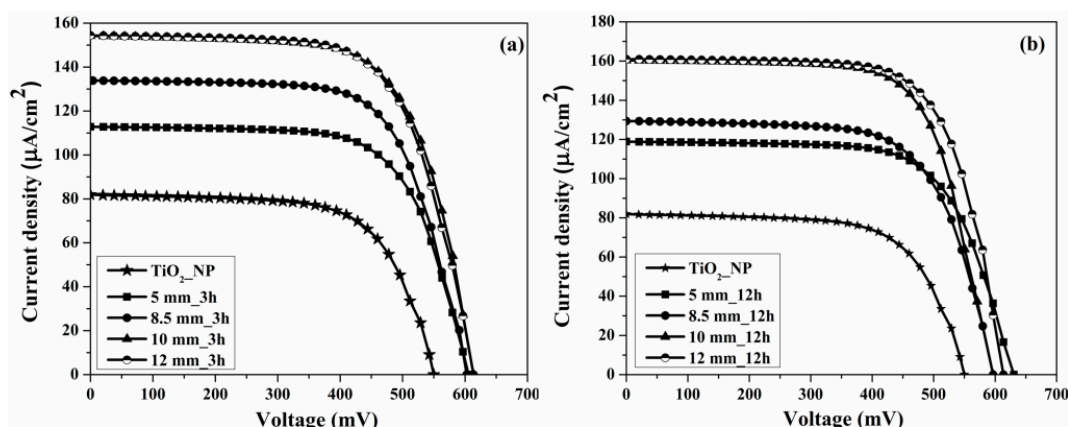 160
140
120
100
80
60
40
20
0
Current density (µA/cm²)
(a)
TiO₂_NP
5 mm_3h
8.5 mm_3h
10 mm_3h
12 mm_3h
0 100 200 300 400 500 600 700
Voltage (mV)
180
160
140
120
100
80
60
40
20
0
Current density (µA/cm²)
(b)
TiO₂_NP
5 mm_12h
8.5 mm_12h
10 mm_12h
12 mm_12h
0 100 200 300 400 500 600 700
Voltage (mV)